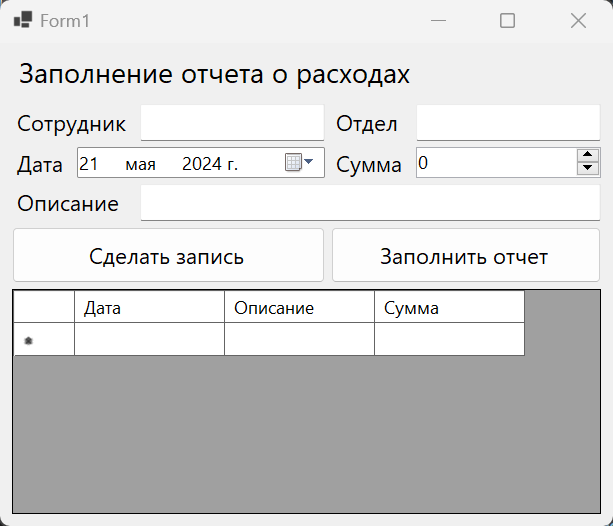 Form1
Заполнение отчета о расходах
Сотрудник Отдел
Дата 21 мая 2024 г. Сумма 0
Описание
Сделать запись Заполнить отчет
Дата Описание Сумма